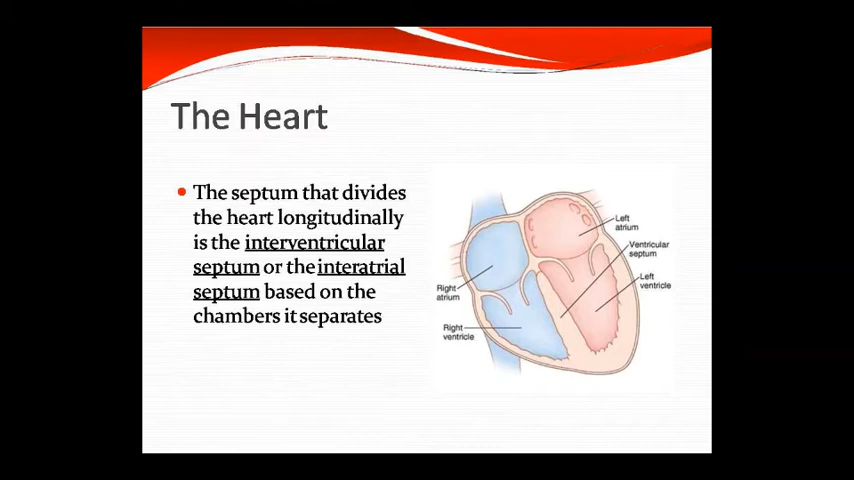 The Heart
The septum that divides
the heart longitudinally
is the interventricular
septum or the interatrial
septum based on the
chambers it separates
Left
atrium
Ventricular
septum
Left
ventricle
Right
atrium
Right
ventricle